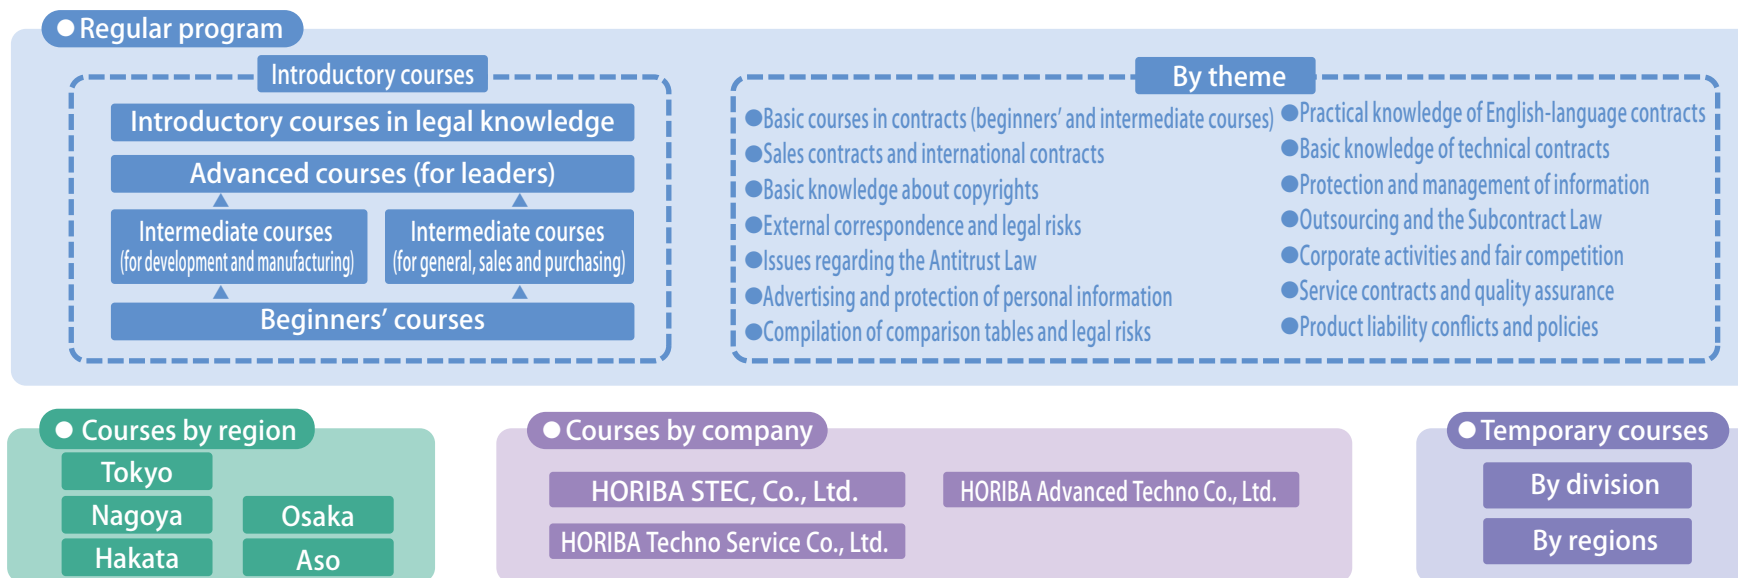 ● Regular program
Introductory courses
Introductory courses in legal knowledge
Advanced courses (for leaders)
▲ ▲
Intermediate courses
(for development and manufacturing)
Intermediate courses
(for general, sales and purchasing)
▲ ▲
Beginners’ courses
By theme
●Basic courses in contracts (beginners’ and intermediate courses)
●Sales contracts and international contracts
●Basic knowledge about copyrights
●External correspondence and legal risks
●Issues regarding the Antitrust Law
●Advertising and protection of personal information
●Compilation of comparison tables and legal risks
●Practical knowledge of English-language contracts
●Basic knowledge of technical contracts
●Protection and management of information
●Outsourcing and the Subcontract Law
●Corporate activities and fair competition
●Service contracts and quality assurance
●Product liability conflicts and policies
● Courses by region
Tokyo
Nagoya
Osaka
Hakata
Aso
● Courses by company
HORIBA STEC, Co., Ltd.
HORIBA Advanced Techno Co., Ltd.
HORIBA Techno Service Co., Ltd.
● Temporary courses
By division
By regions